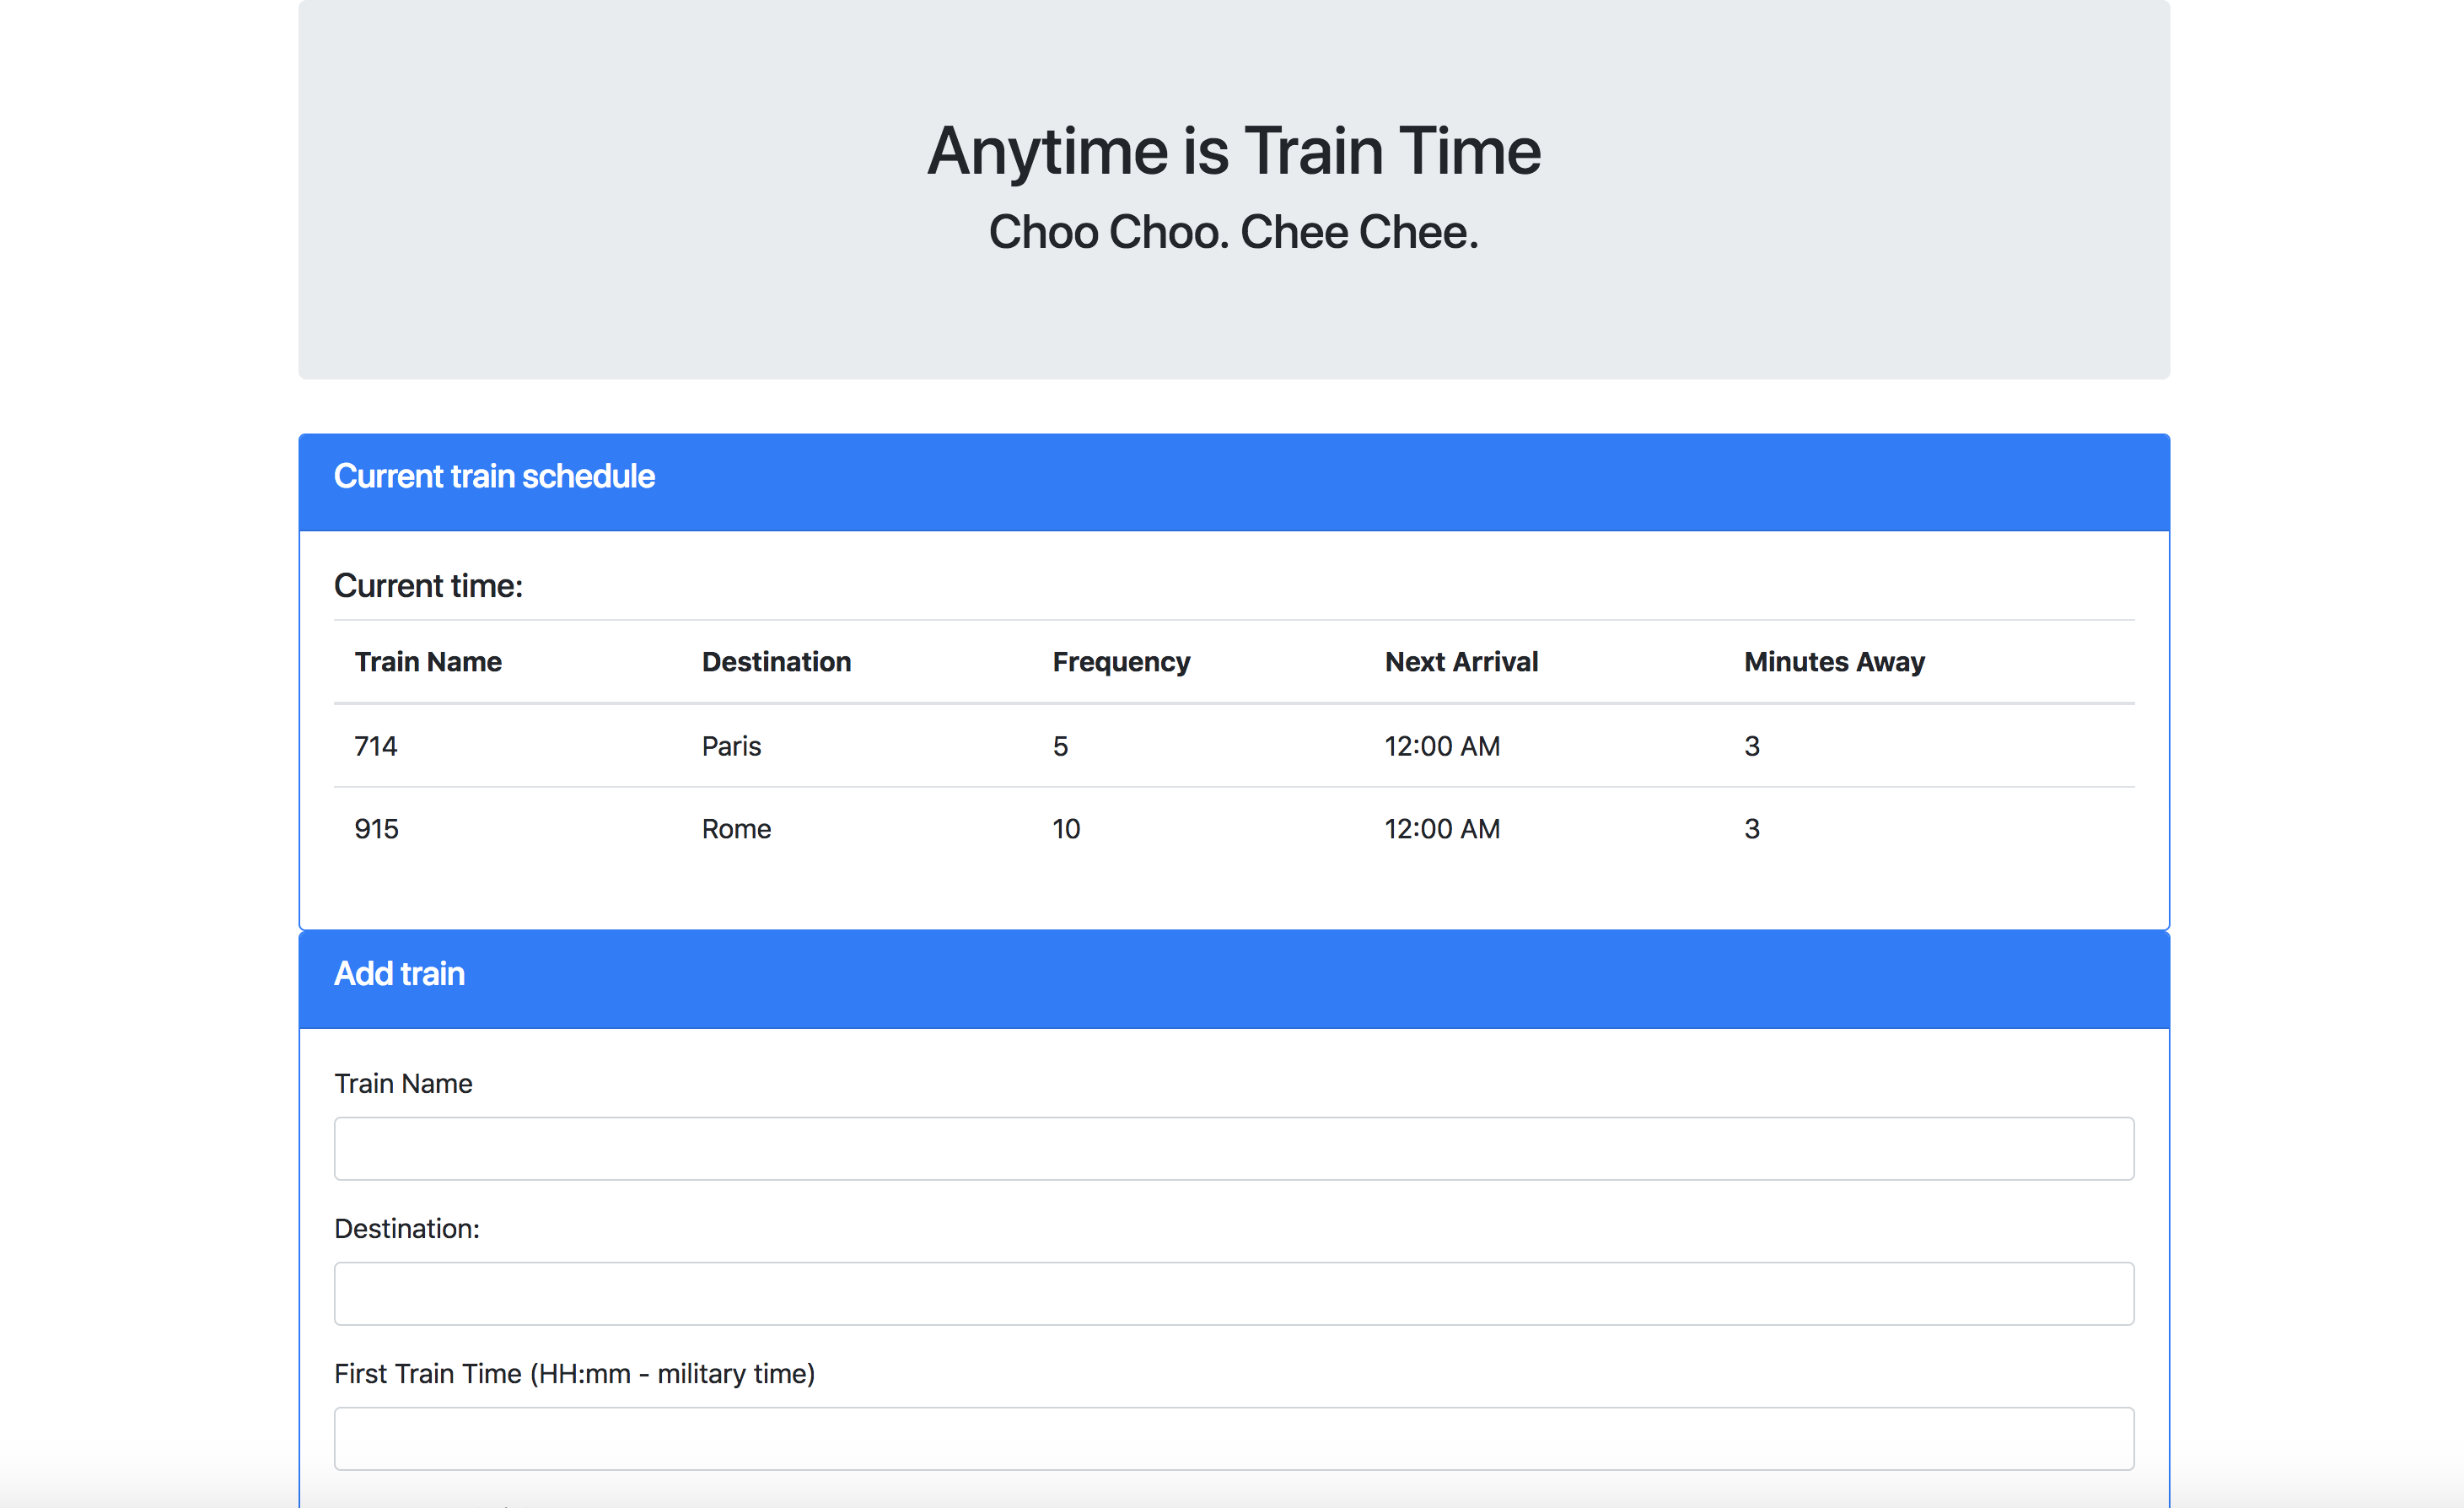 Anytime is Train Time
Choo Choo. Chee Chee.
Current train schedule
Current time:
Train Name Destination Frequency Next Arrival Minutes Away
714 Paris 5 12:00 AM 3
915 Rome 10 12:00 AM 3
Add train
Train Name
Destination:
First Train Time (HH:mm - military time)